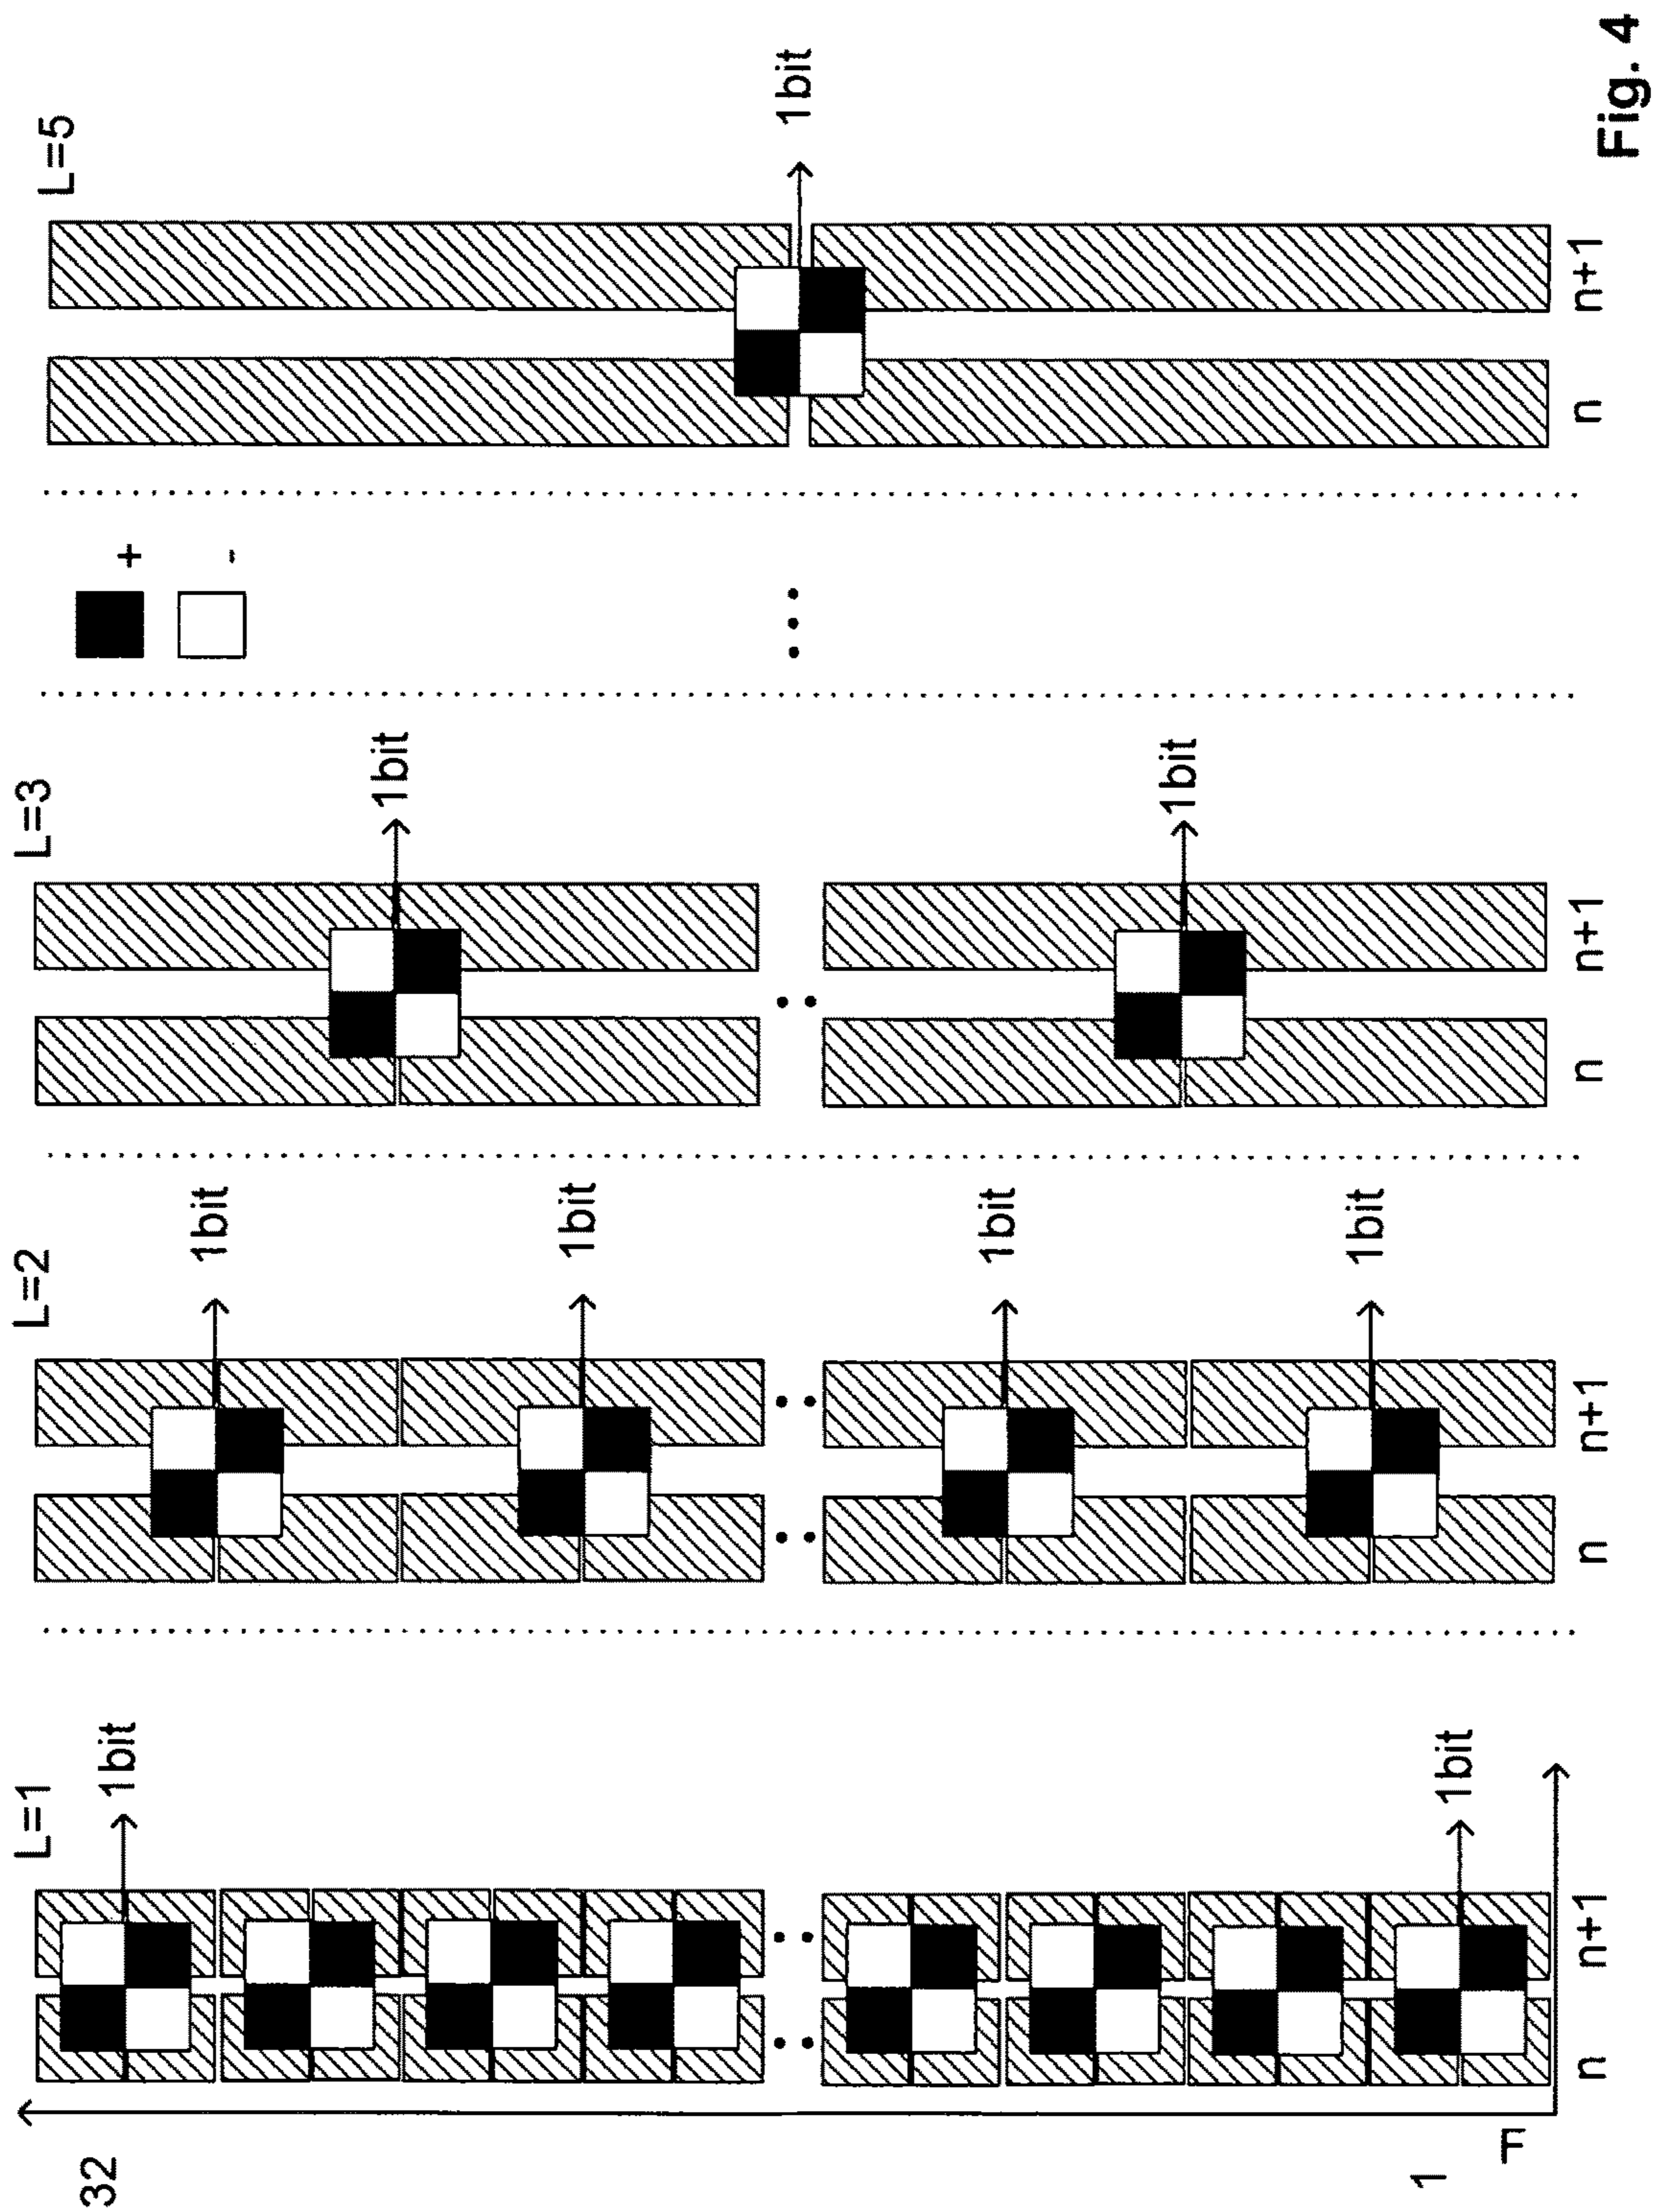 L=1 L=2 L=3 L=5
32 1bit +
1bit -
1bit
1bit
1bit
1bit
1bit
1bit
1 1bit
F
n n+1 n n+1 n n+1 n n+1
Fig. 4